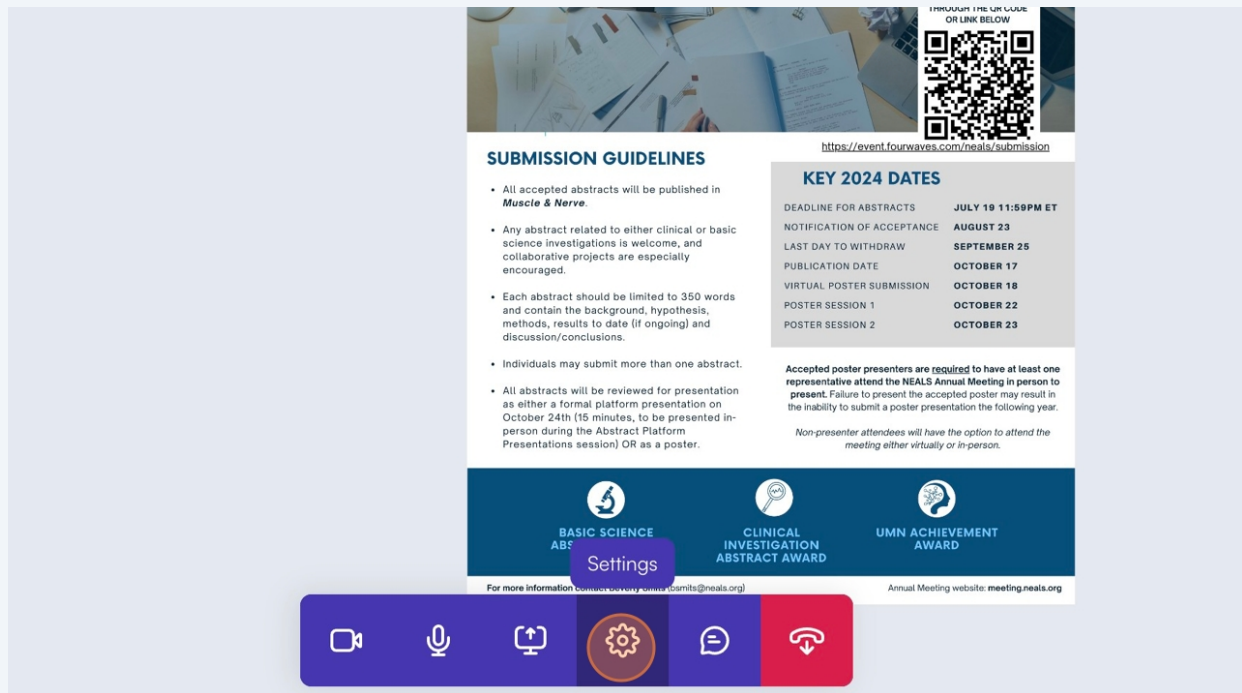 THROUGH THE QR CODE
OR LINK BELOW
https://event.fourwaves.com/neals/submission
SUBMISSION GUIDELINES
• All accepted abstracts will be published in
Muscle & Nerve.
• Any abstract related to either clinical or basic
science investigations is welcome, and
collaborative projects are especially
encouraged.
• Each abstract should be limited to 350 words
and contain the background, hypothesis,
methods, results to date (if ongoing) and
discussion/conclusions.
• Individuals may submit more than one abstract.
• All abstracts will be reviewed for presentation
as either a formal platform presentation on
October 24th (15 minutes, to be presented in-
person during the Abstract Platform
Presentations session) OR as a poster.
KEY 2024 DATES
DEADLINE FOR ABSTRACTS JULY 19 11:59PM ET
NOTIFICATION OF ACCEPTANCE AUGUST 23
LAST DAY TO WITHDRAW SEPTEMBER 25
PUBLICATION DATE OCTOBER 17
VIRTUAL POSTER SUBMISSION OCTOBER 18
POSTER SESSION 1 OCTOBER 22
POSTER SESSION 2 OCTOBER 23
Accepted poster presenters are required to have at least one
representative attend the NEALS Annual Meeting in person to
present. Failure to present the accepted poster may result in
the inability to submit a poster presentation the following year.
Non-presenter attendees will have the option to attend the
meeting either virtually or in-person.
BASIC SCIENCE
CLINICAL
INVESTIGATION
ABSTRACT AWARD
UMN ACHIEVEMENT
AWARD
Settings
For more information (bsmits@neals.org)
Annual Meeting website: meeting.neals.org